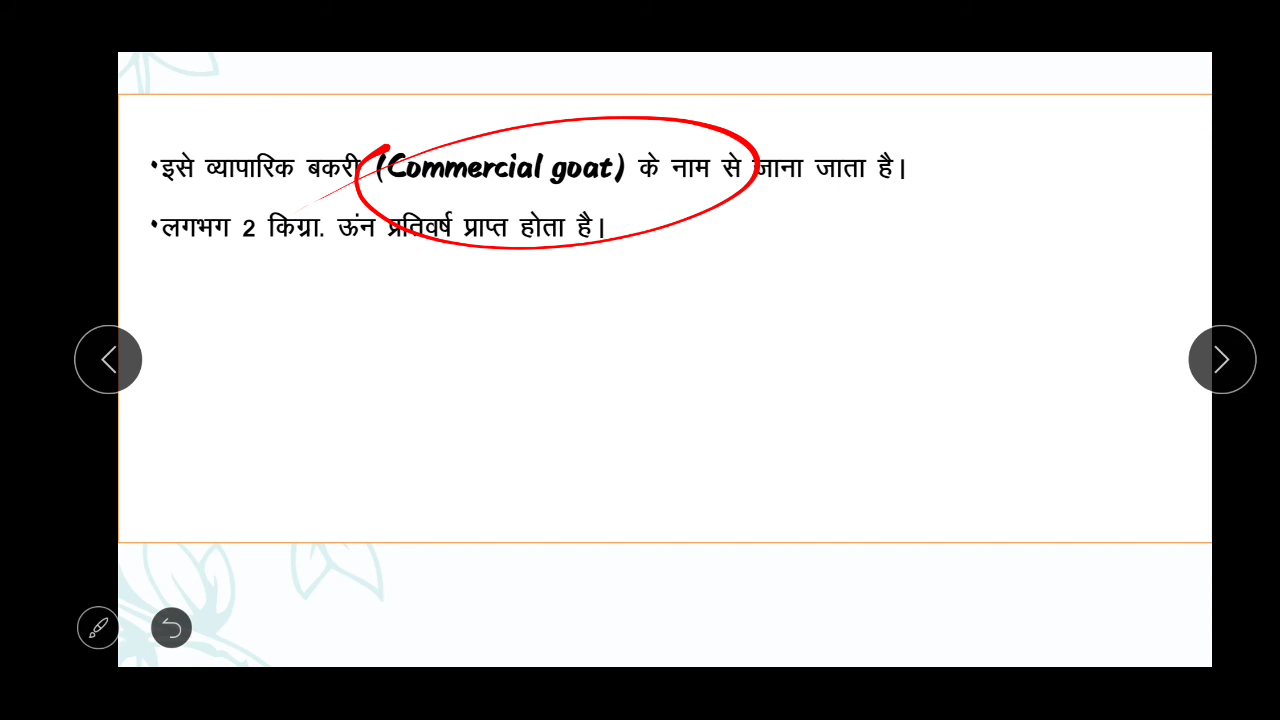 •इसे व्यापारिक बकरी (Commercial goat) के नाम से जाना जाता है।
•लगभग 2 किग्रा. ऊंन प्रतिवर्ष प्राप्त होता है।